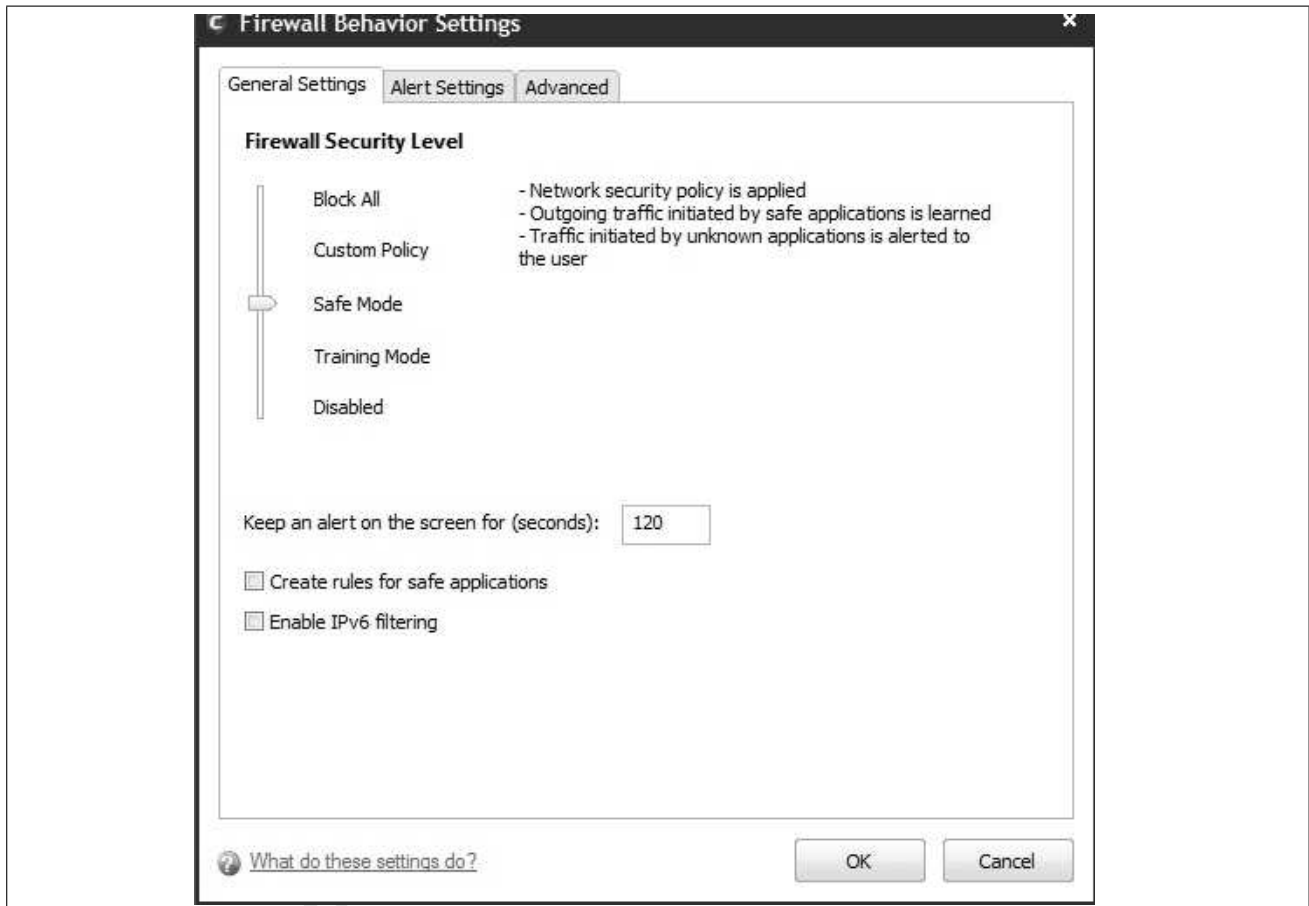 Firewall Behavior Settings
General Settings
Alert Settings
Advanced
Firewall Security Level
Block All
Custom Policy
Safe Mode
Training Mode
Disabled
- Network security policy is applied
- Outgoing traffic initiated by safe applications is learned
- Traffic initiated by unknown applications is alerted to
the user
Keep an alert on the screen for (seconds):
120
Create rules for safe applications
Enable IPv6 filtering
What do these settings do?
OK
Cancel